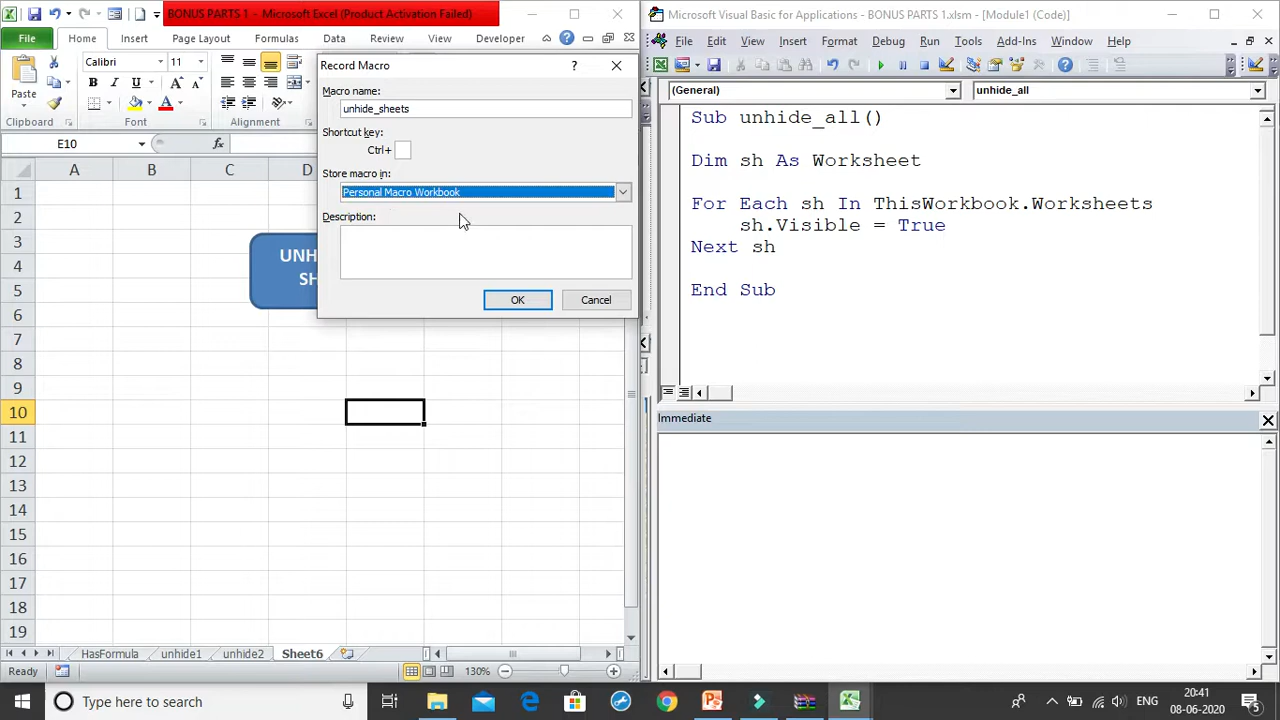 BONUS PARTS 1 - Microsoft Excel (Product Activation Failed)
File Home Insert Page Layout Formulas Data Review View Developer
Paste
Calibri 11
Clipboard Font Alignment
E10 fx
A B C D
1
2
3
4
5
6
7
8
9
10
11
12
13
14
15
16
17
18
19
UNH
SH
Record Macro
Macro name:
unhide_sheets
Shortcut key:
Ctrl+
Store macro in:
Personal Macro Workbook
Description:
OK Cancel
HasFormula unhide1 unhide2 Sheet6
Ready 130%
Microsoft Visual Basic for Applications - BONUS PARTS 1.xlsm - [Module1 (Code)]
File Edit View Insert Format Debug Run Tools Add-Ins Window Help
(General) unhide_all
Sub unhide_all()
Dim sh As Worksheet
For Each sh In ThisWorkbook.Worksheets
sh.Visible = True
Next sh
End Sub
Immediate
Type here to search
ENG
20:41
08-06-2020
5